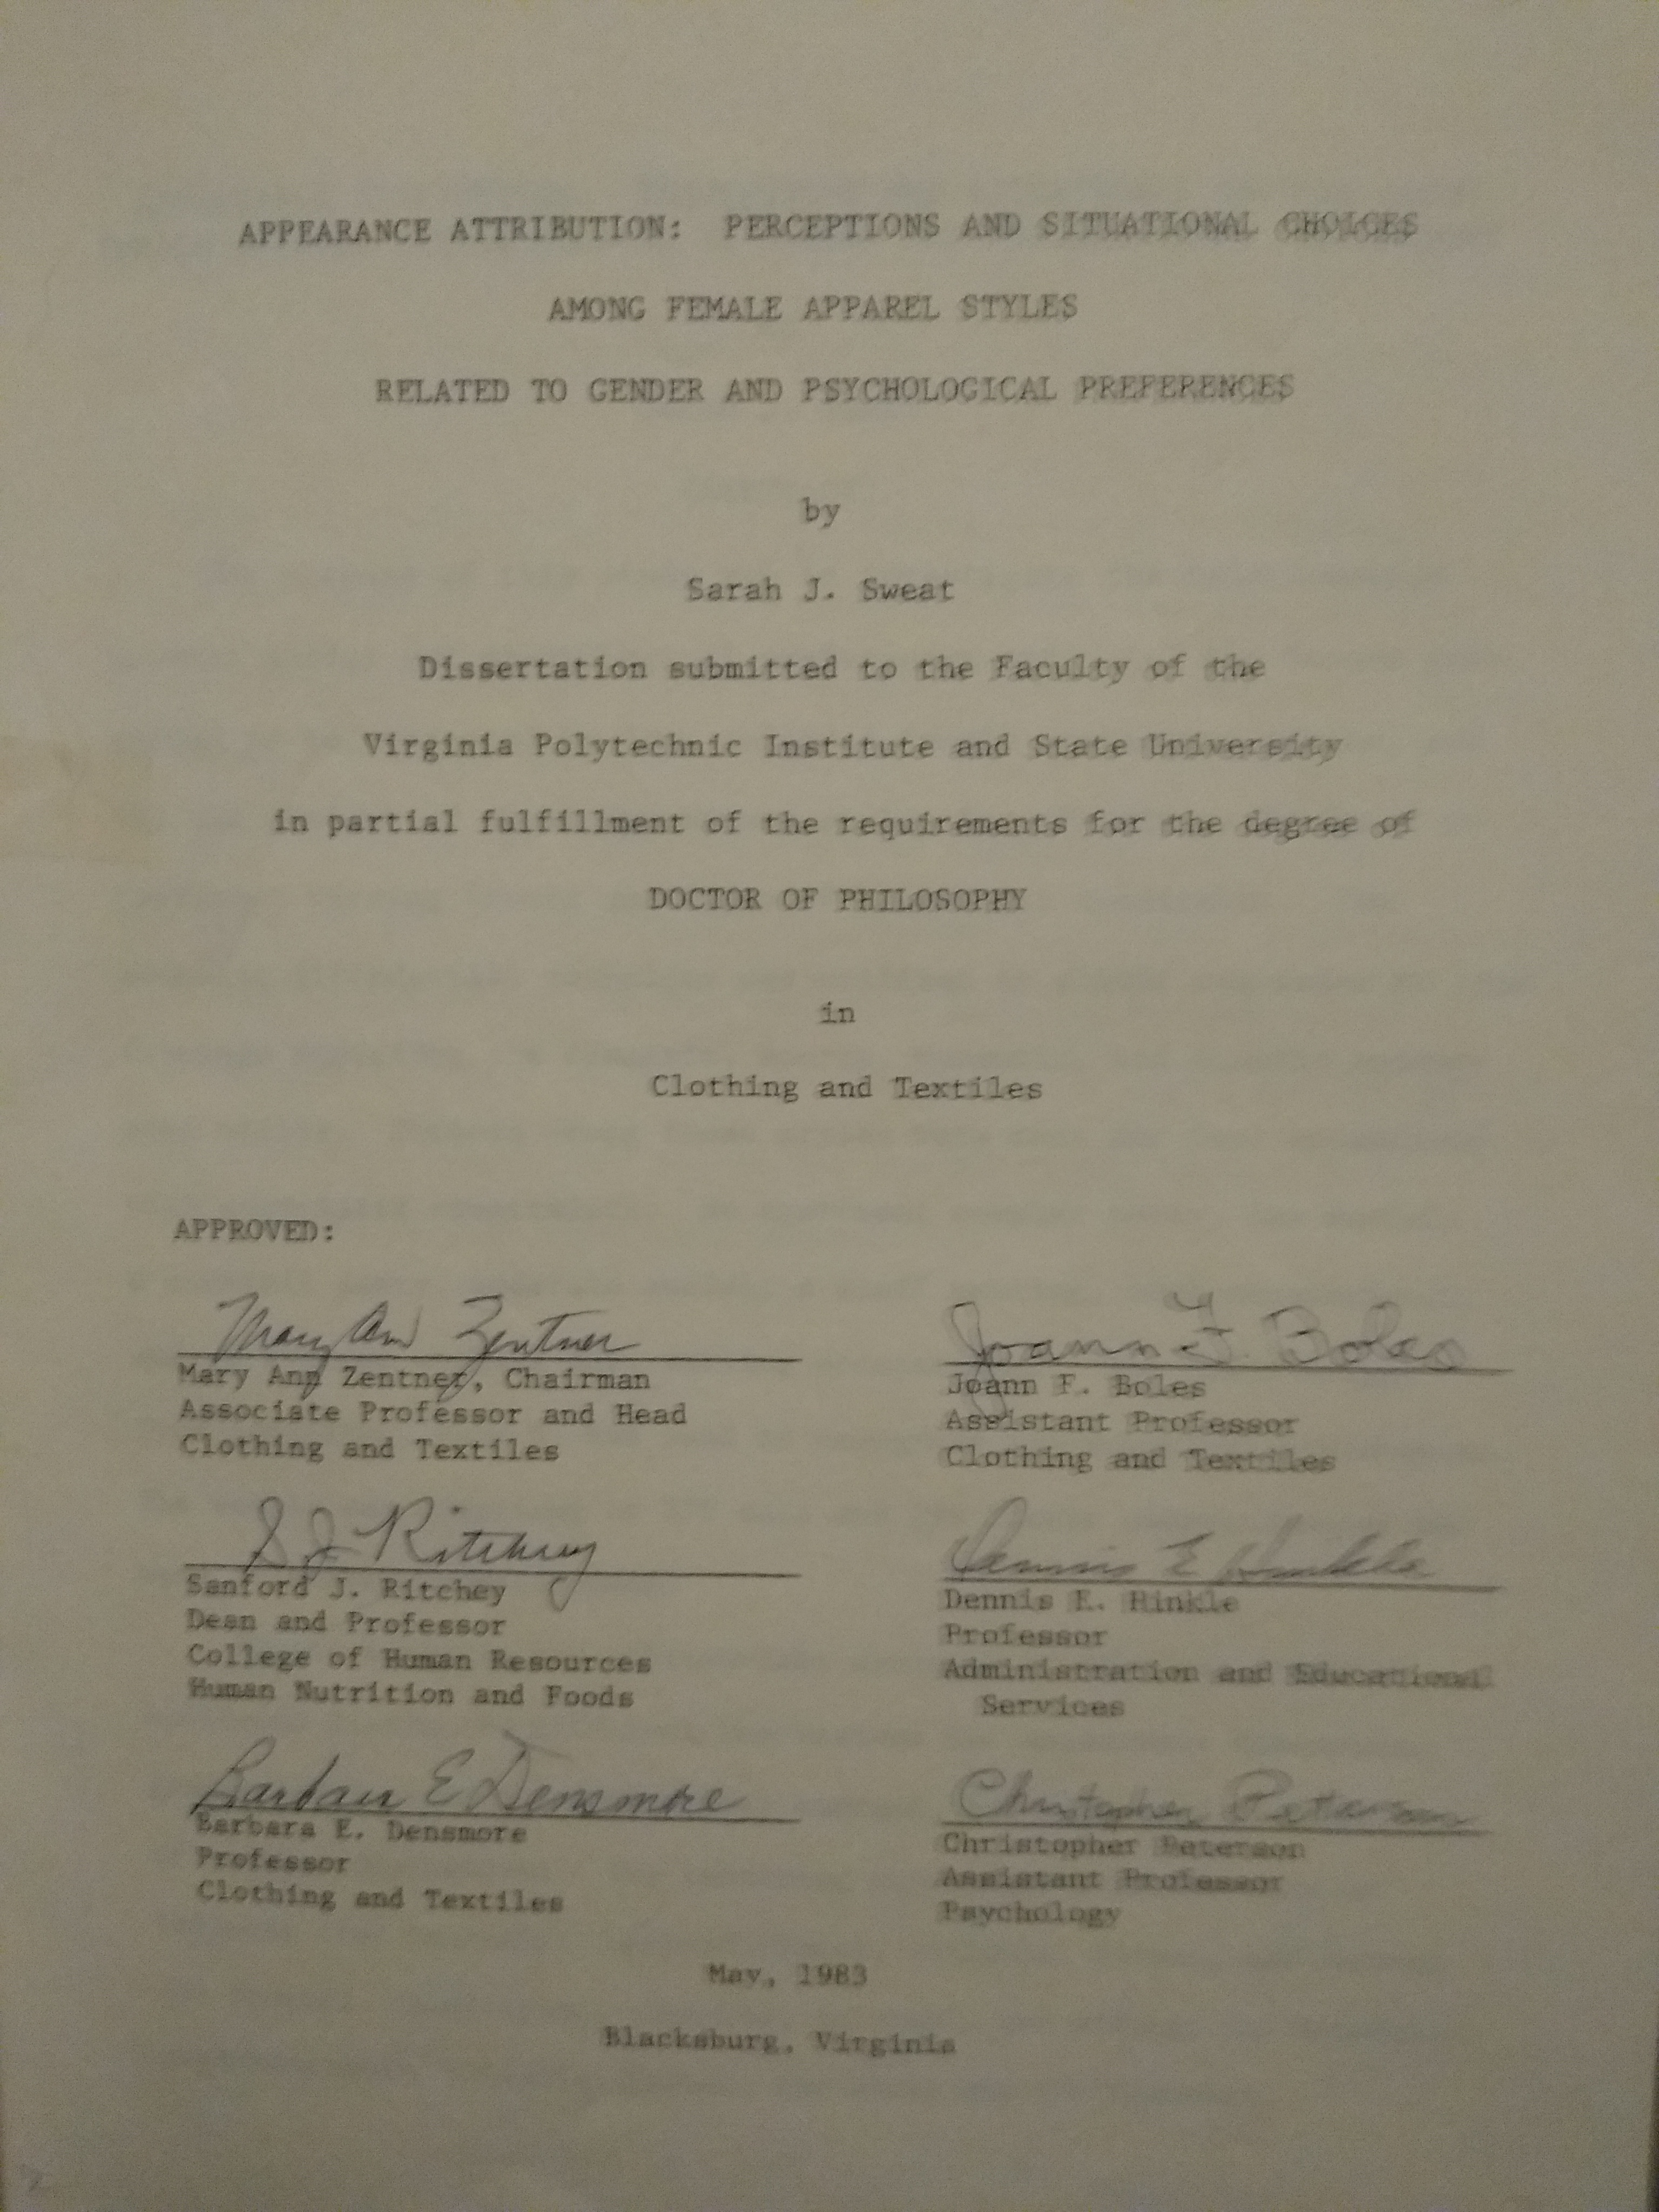 APPEARANCE ATTRIBUTION: PERCEPTIONS AND SITUATIONAL CHOICES
AMONG FEMALE APPAREL STYLES
RELATED TO GENDER AND PSYCHOLOGICAL PREFERENCES
by
Sarah J. Sweat
Dissertation submitted to the Faculty of the
Virginia Polytechnic Institute and State University
in partial fulfillment of the requirements for the degree of
DOCTOR OF PHILOSOPHY
in
Clothing and Textiles
APPROVED:
Mary Ann Zentner
Mary Ann Zentner, Chairman
Associate Professor and Head
Clothing and Textiles
Joann F. Boles
Joann F. Boles
Assistant Professor
Clothing and Textiles
S J Ritchey
Sanford J. Ritchey
Dean and Professor
College of Human Resources
Human Nutrition and Foods
Dennis E Hinkle
Dennis E. Hinkle
Professor
Administration and Educational
Services
Barbara E Densmore
Barbara E. Densmore
Professor
Clothing and Textiles
Christopher Peterson
Christopher Peterson
Assistant Professor
Psychology
May, 1983
Blacksburg, Virginia